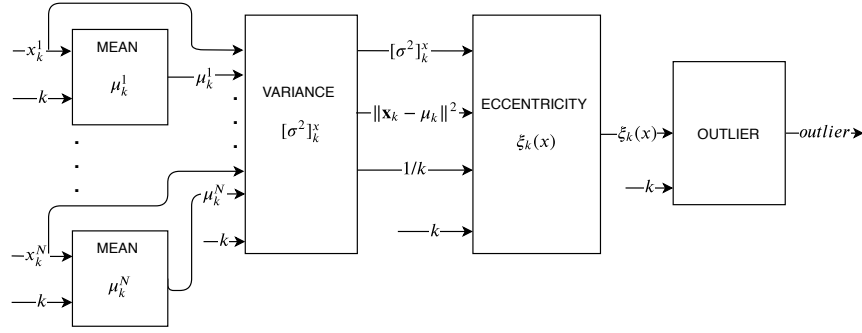 x_k^1
k
MEAN
μ_k^1
μ_k^1
x_k^N
k
MEAN
μ_k^N
μ_k^N
k
VARIANCE
[σ^2]_k^x
[σ^2]_k^x
‖x_k − μ_k‖^2
1/k
k
ECCENTRICITY
ξ_k(x)
ξ_k(x)
k
OUTLIER
outlier